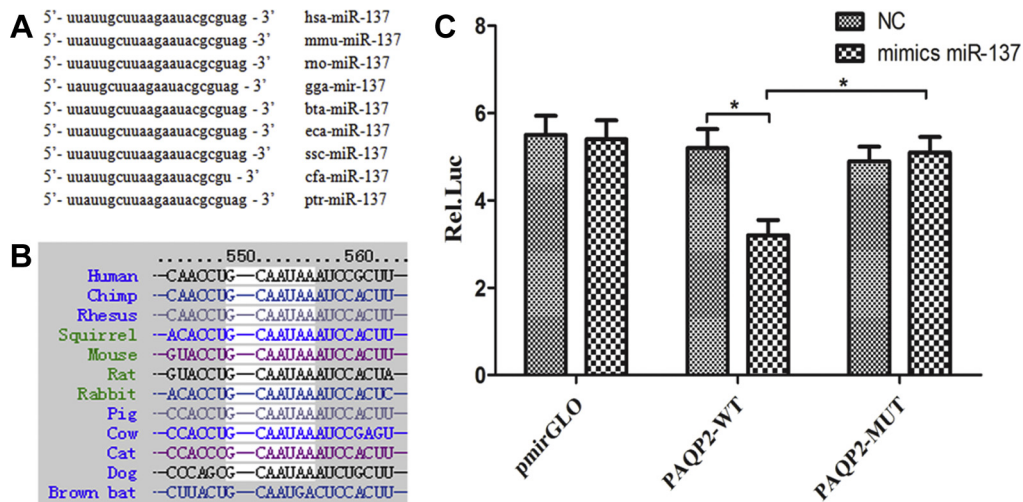 A
5’- uuauugcuuaagaauacgcguag - 3’ hsa-miR-137
5’- uuauugcuuaagaauacgcguag -3’ mmu-miR-137
5’- uuauugcuuaagaauacgcguag -3’ rno-miR-137
5’- uauugcuuaagaauacgcguag - 3’ gga-mir-137
5’- uuauugcuuaagaauacgcguag - 3’ bta-miR-137
5’- uuauugcuuaagaauacgcguag - 3’ eca-miR-137
5’- uuauugcuuaagaauacgcguag -3’ ssc-miR-137
5’- uuauugcuuaagaauacgcgu - 3’ cfa-miR-137
5’- uuauugcuuaagaauacgcguag - 3’ ptr-miR-137
B
.....550........560....
Human --CAACCUG--CAAUAAAUCCGCUU--
Chimp --CAACCUG--CAAUAAAUCCACUU--
Rhesus --CAACCUG--CAAUAAAUCCACUU--
Squirrel --ACACCUG--CAAUAAAUCCACUU--
Mouse --GUACCUG--CAAUAAAUCCACUU--
Rat --GUACCUG--CAAUAAAUCCACUA--
Rabbit --ACACCUG--CAAUAAAUCCACUC--
Pig --CCACCUG--CAAUAAAUCCACUU--
Cow --CCACCUG--CAAUAAAUCCGAGU--
Cat --CCACCCG--CAAUAAAUCCACUU--
Dog --CCCAGCG--CAAUAAAUCUGCUU--
Brown bat --CUUACUG--CAAUGACUCCACUU--
C
NC
mimics miR-137
Rel.Luc
8
6
4
2
0
*
*
pmirGLO
PAQP2-WT
PAQP2-MUT